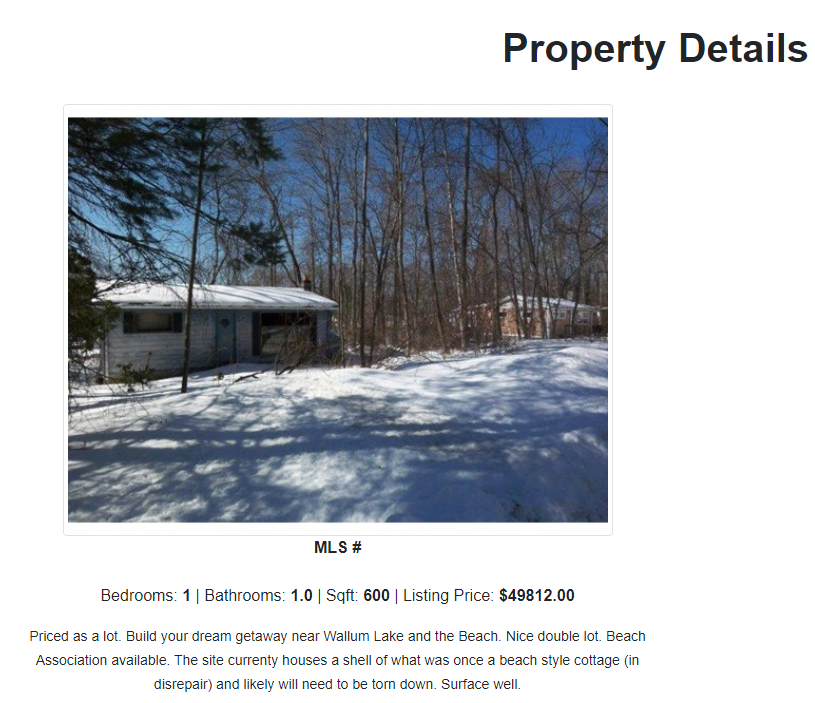 Property Details
MLS #
Bedrooms: 1 | Bathrooms: 1.0 | Sqft: 600 | Listing Price: $49812.00
Priced as a lot. Build your dream getaway near Wallum Lake and the Beach. Nice double lot. Beach
Association available. The site currenty houses a shell of what was once a beach style cottage (in
disrepair) and likely will need to be torn down. Surface well.